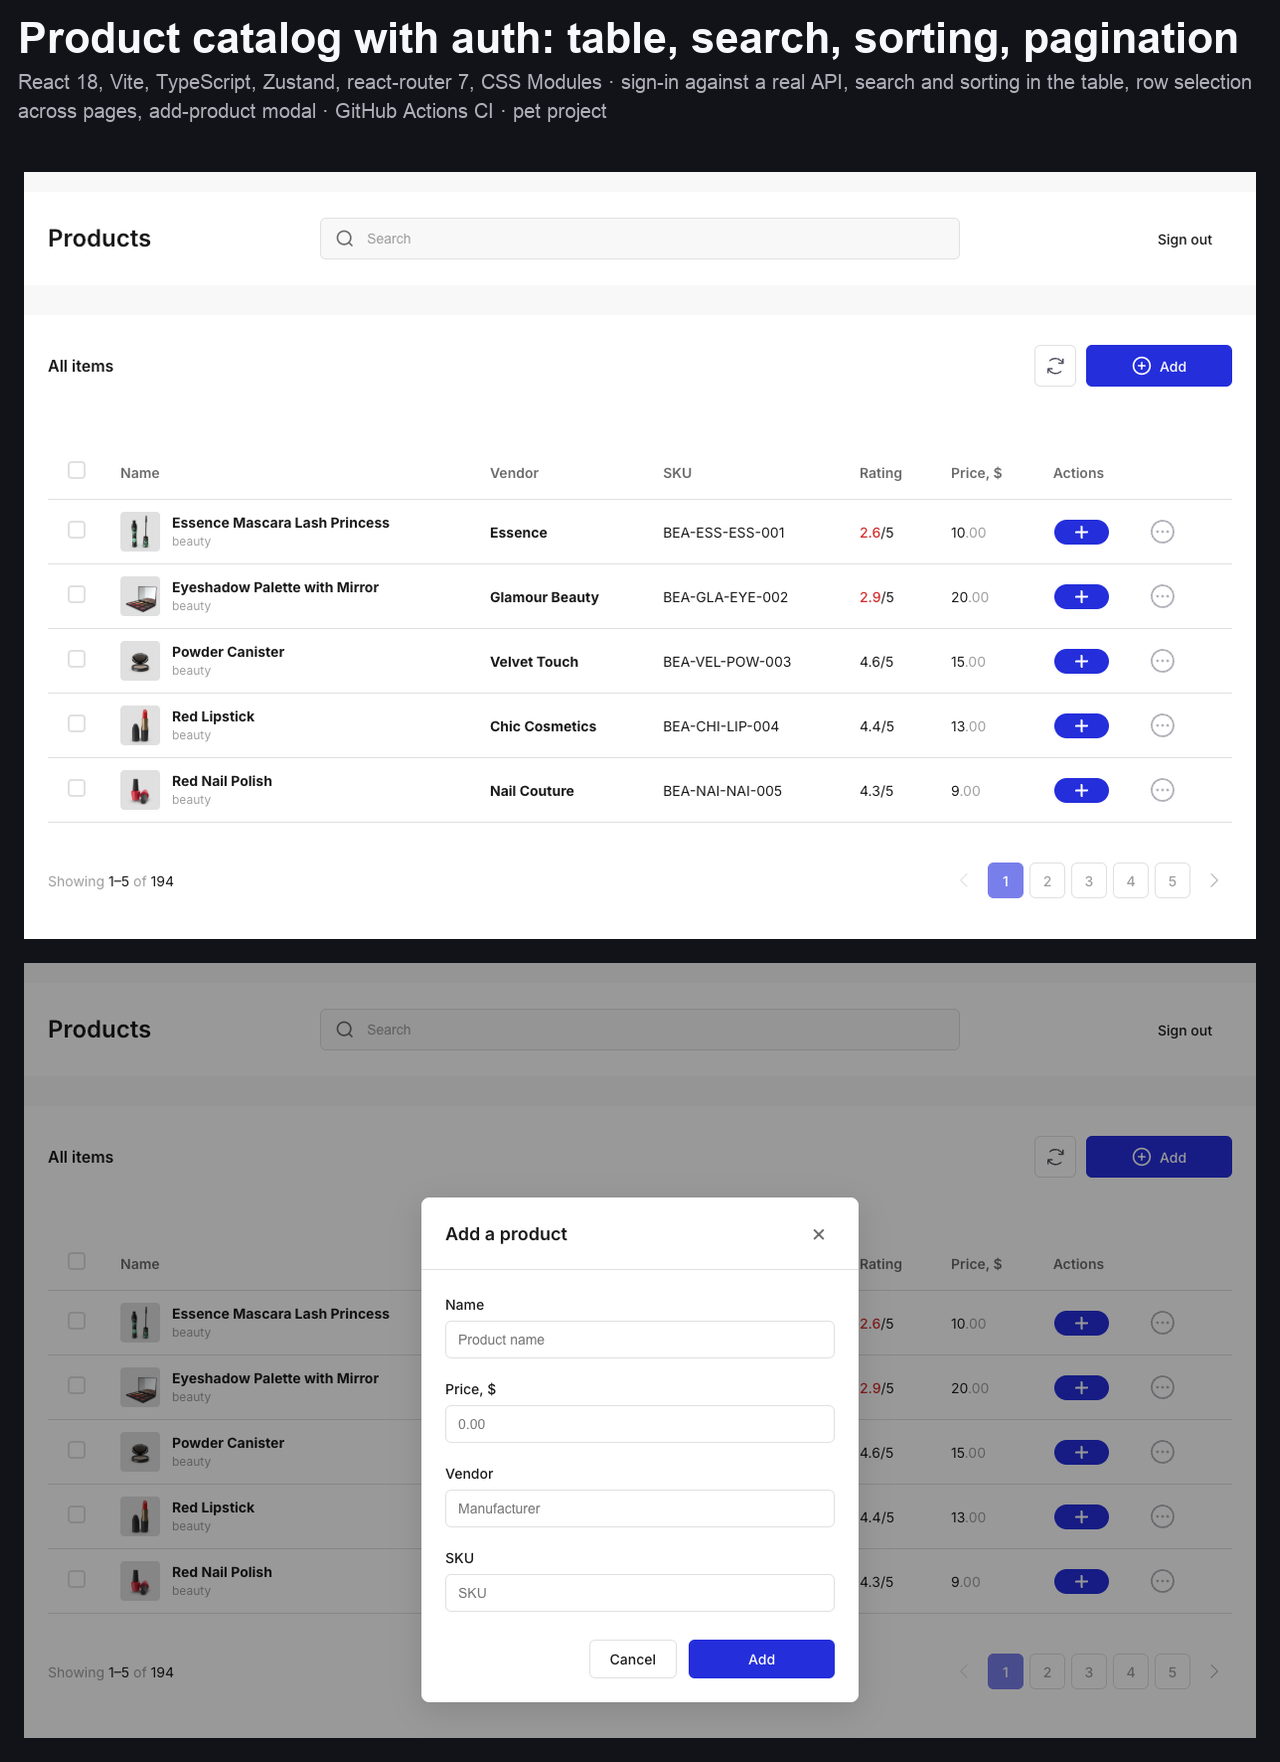 Product catalog with auth: table, search, sorting, pagination
React 18, Vite, TypeScript, Zustand, react-router 7, CSS Modules · sign-in against a real API, search and sorting in the table, row selection
across pages, add-product modal · GitHub Actions CI · pet project
Products
Search
Sign out
All items
Add
Name Vendor SKU Rating Price, $ Actions
Essence Mascara Lash Princess
beauty
Essence BEA-ESS-ESS-001 2.6/5 10.00
Eyeshadow Palette with Mirror
beauty
Glamour Beauty BEA-GLA-EYE-002 2.9/5 20.00
Powder Canister
beauty
Velvet Touch BEA-VEL-POW-003 4.6/5 15.00
Red Lipstick
beauty
Chic Cosmetics BEA-CHI-LIP-004 4.4/5 13.00
Red Nail Polish
beauty
Nail Couture BEA-NAI-NAI-005 4.3/5 9.00
Showing 1–5 of 194
1 2 3 4 5
Products
Search
Sign out
All items
Add
Name Rating Price, $ Actions
Essence Mascara Lash Princess
beauty
2.6/5 10.00
Eyeshadow Palette with Mirror
beauty
2.9/5 20.00
Powder Canister
beauty
4.6/5 15.00
Red Lipstick
beauty
4.4/5 13.00
Red Nail Polish
beauty
4.3/5 9.00
Showing 1–5 of 194
1 2 3 4 5
Add a product
Name
Product name
Price, $
0.00
Vendor
Manufacturer
SKU
SKU
Cancel Add